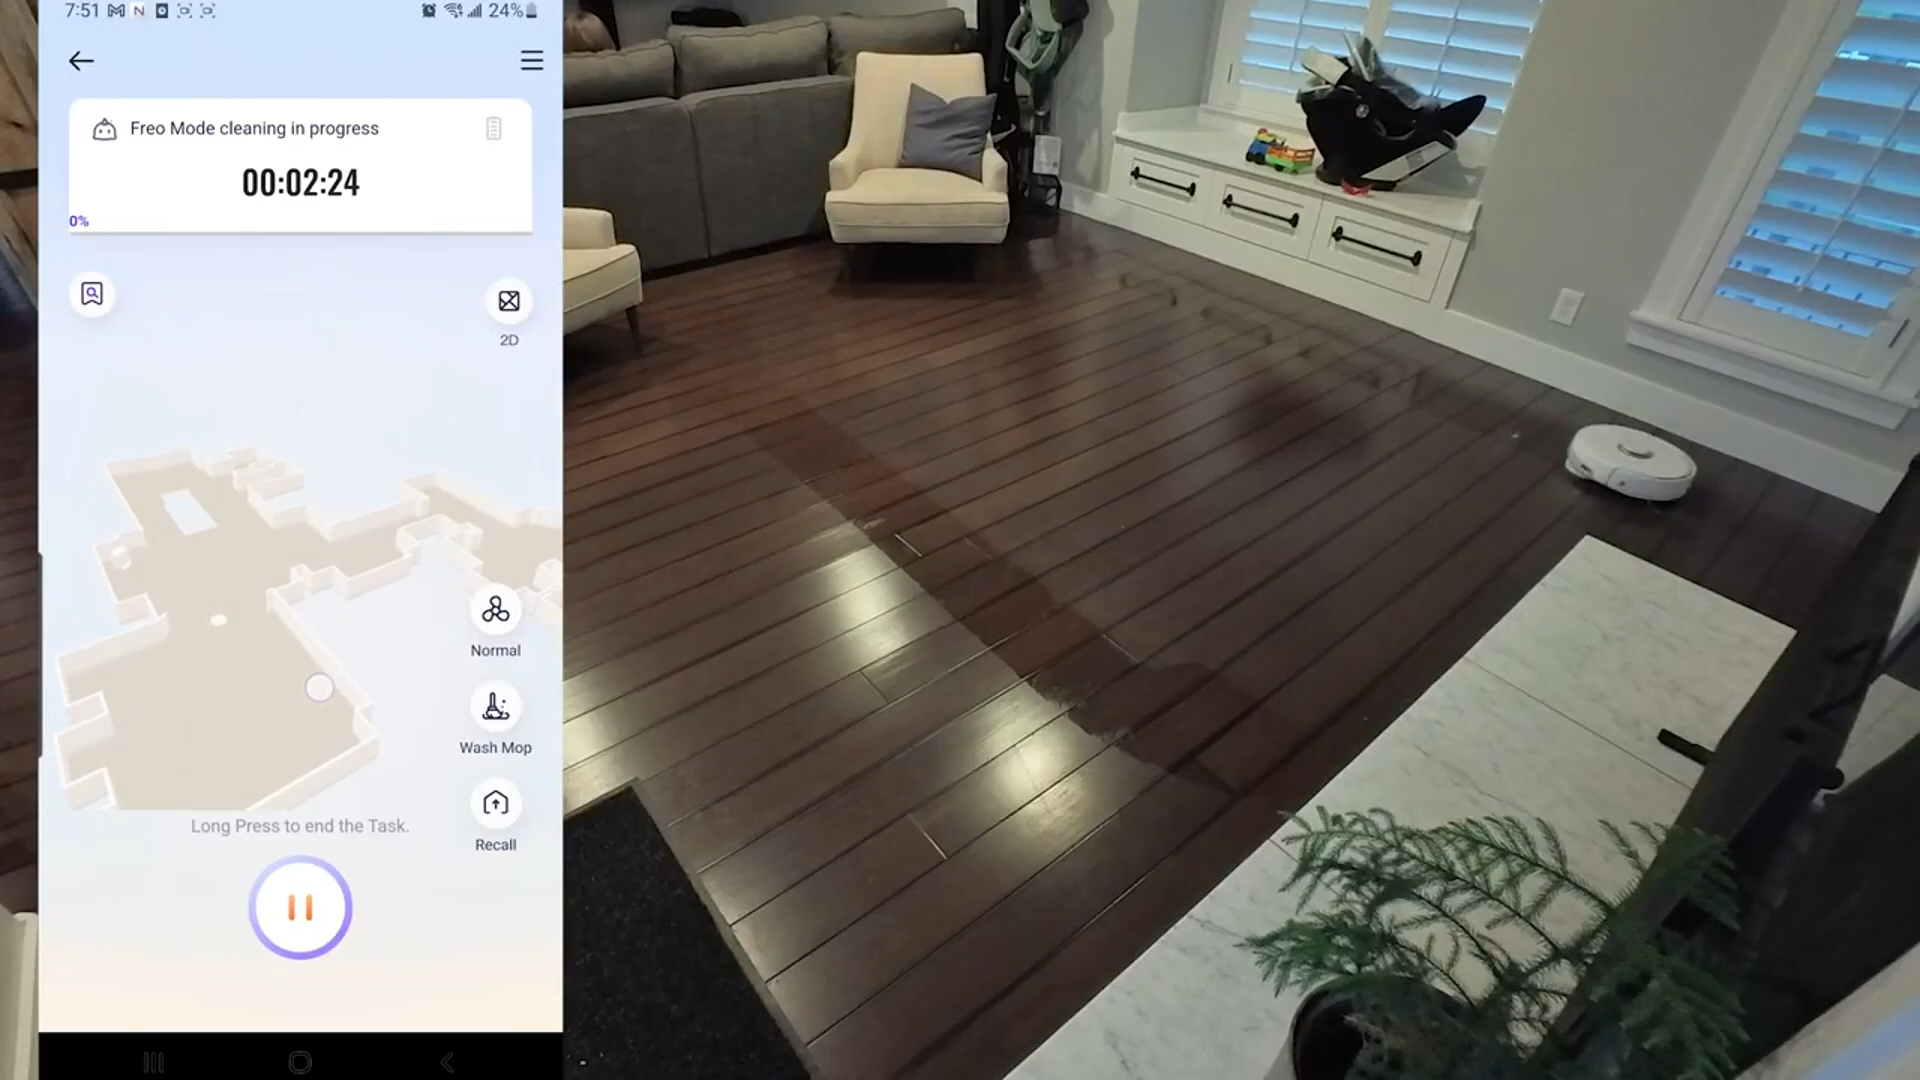 7:51 24%
Freo Mode cleaning in progress
00:02:24
0%
2D
Normal
Wash Mop
Long Press to end the Task.
Recall